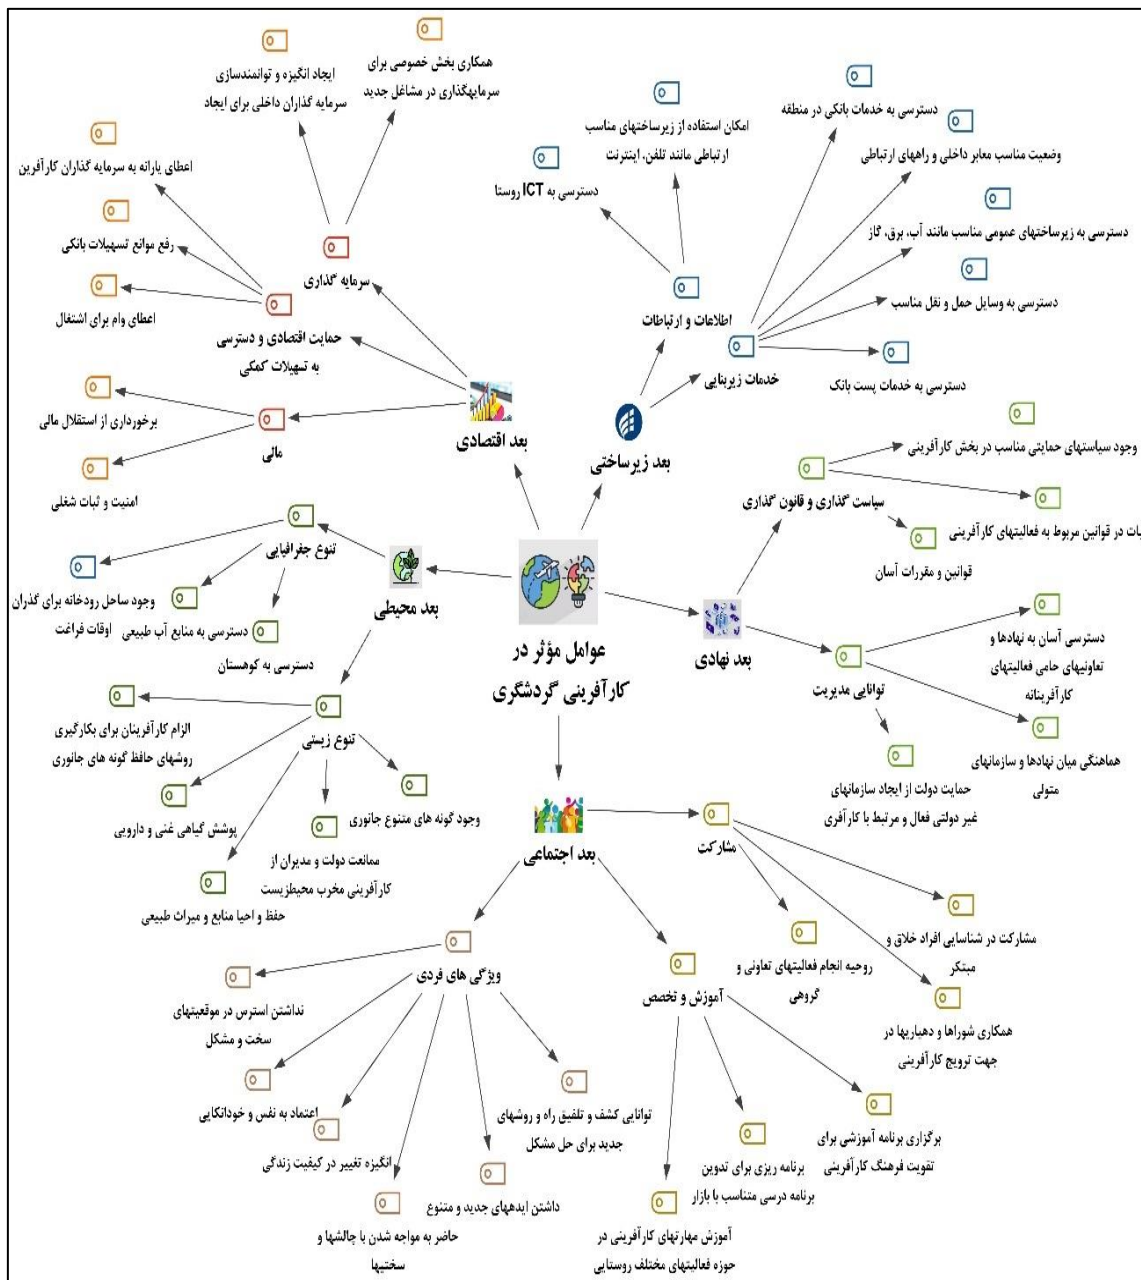 همکاری بخش خصوصی برای
سرمایهگذاری در مشاغل جدید
ایجاد انگیزه و توانمندسازی
سرمایه گذاران داخلی برای ایجاد
اعطای یارانه به سرمایه گذاران کارآفرین
رفع موانع تسهیلات بانکی
اعطای وام برای اشتغال
سرمایه گذاری
حمایت اقتصادی و دسترسی
به تسهیلات کمکی
برخورداری از استقلال مالی
مالی
امنیت و ثبات شغلی
بعد اقتصادی
دسترسی به خدمات بانکی در منطقه
امکان استفاده از زیرساختهای مناسب
ارتباطی مانند تلفن، اینترنت
وضعیت مناسب معابر داخلی و راههای ارتباطی
دسترسی به ICT روستا
دسترسی به زیرساختهای عمومی مناسب مانند آب، برق، گاز
دسترسی به وسایل حمل و نقل مناسب
اطلاعات و ارتباطات
خدمات زیربنایی
دسترسی به خدمات پست بانک
بعد زیرساختی
وجود سیاستهای حمایتی مناسب در بخش کارآفرینی
سیاست گذاری و قانون گذاری
بات در قوانین مربوط به فعالیتهای کارآفرینی
قوانین و مقررات آسان
بعد نهادی
دسترسی آسان به نهادها و
تعاونیهای حامی فعالیتهای
کارآفرینانه
توانایی مدیریت
هماهنگی میان نهادها و سازمانهای
متولی
حمایت دولت از ایجاد سازمانهای
غیر دولتی فعال و مرتبط با کارآفری
عوامل مؤثر در
کارآفرینی گردشگری
تنوع جغرافیایی
وجود ساحل رودخانه برای گذران
اوقات فراغت
دسترسی به منابع آب طبیعی
دسترسی به کوهستان
بعد محیطی
الزام کارآفرینان برای بکارگیری
روشهای حافظ گونه های جانوری
تنوع زیستی
پوشش گیاهی غنی و دارویی
وجود گونه های متنوع جانوری
ممانعت دولت و مدیران از
کارآفرینی مخرب محیطزیست
حفظ و احیا منابع و میراث طبیعی
بعد اجتماعی
مشارکت
مشارکت در شناسایی افراد خلاق و
مبتکر
روحیه انجام فعالیتهای تعاونی و
گروهی
همکاری شوراها و دهیاریها در
جهت ترویج کارآفرینی
آموزش و تخصص
برگزاری برنامه آموزشی برای
تقویت فرهنگ کارآفرینی
برنامه ریزی برای تدوین
برنامه درسی متناسب با بازار
آموزش مهارتهای کارآفرینی در
حوزه فعالیتهای مختلف روستایی
ویژگی های فردی
نداشتن استرس در موقعیتهای
سخت و مشکل
اعتماد به نفس و خوداتکایی
انگیزه تغییر در کیفیت زندگی
توانایی کشف و تلفیق راه و روشهای
جدید برای حل مشکل
داشتن ایدههای جدید و متنوع
حاضر به مواجه شدن با چالشها و
سختیها